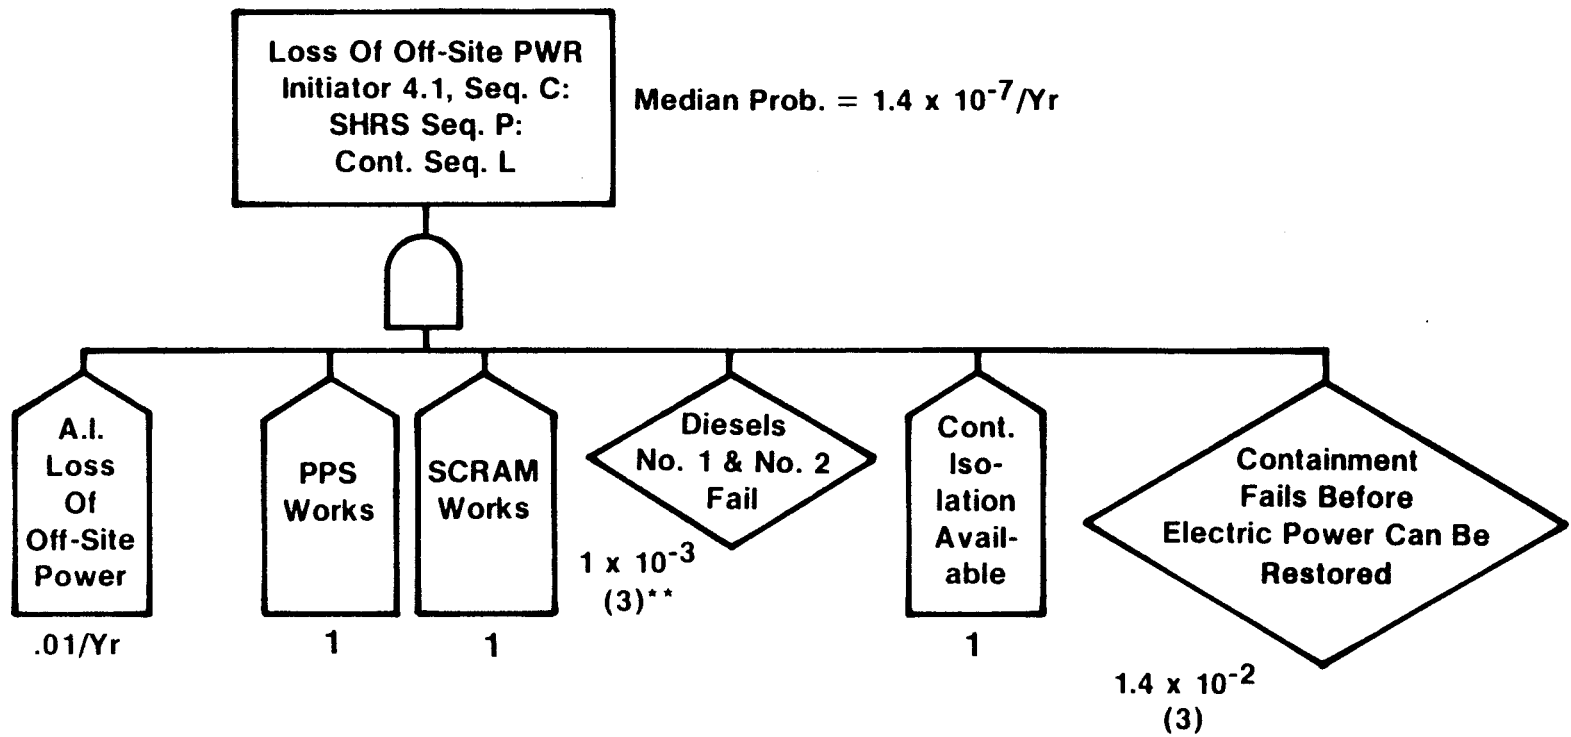 Loss Of Off-Site PWR
Initiator 4.1, Seq. C:
SHRS Seq. P:
Cont. Seq. L
Median Prob. = 1.4 x 10⁻⁷/Yr
A.I.
Loss
Of
Off-Site
Power
.01/Yr
PPS
Works
1
SCRAM
Works
1
Diesels
No. 1 & No. 2
Fail
1 x 10⁻³
(3)**
Cont.
Iso-
lation
Avail-
able
1
Containment
Fails Before
Electric Power Can Be
Restored
1.4 x 10⁻²
(3)